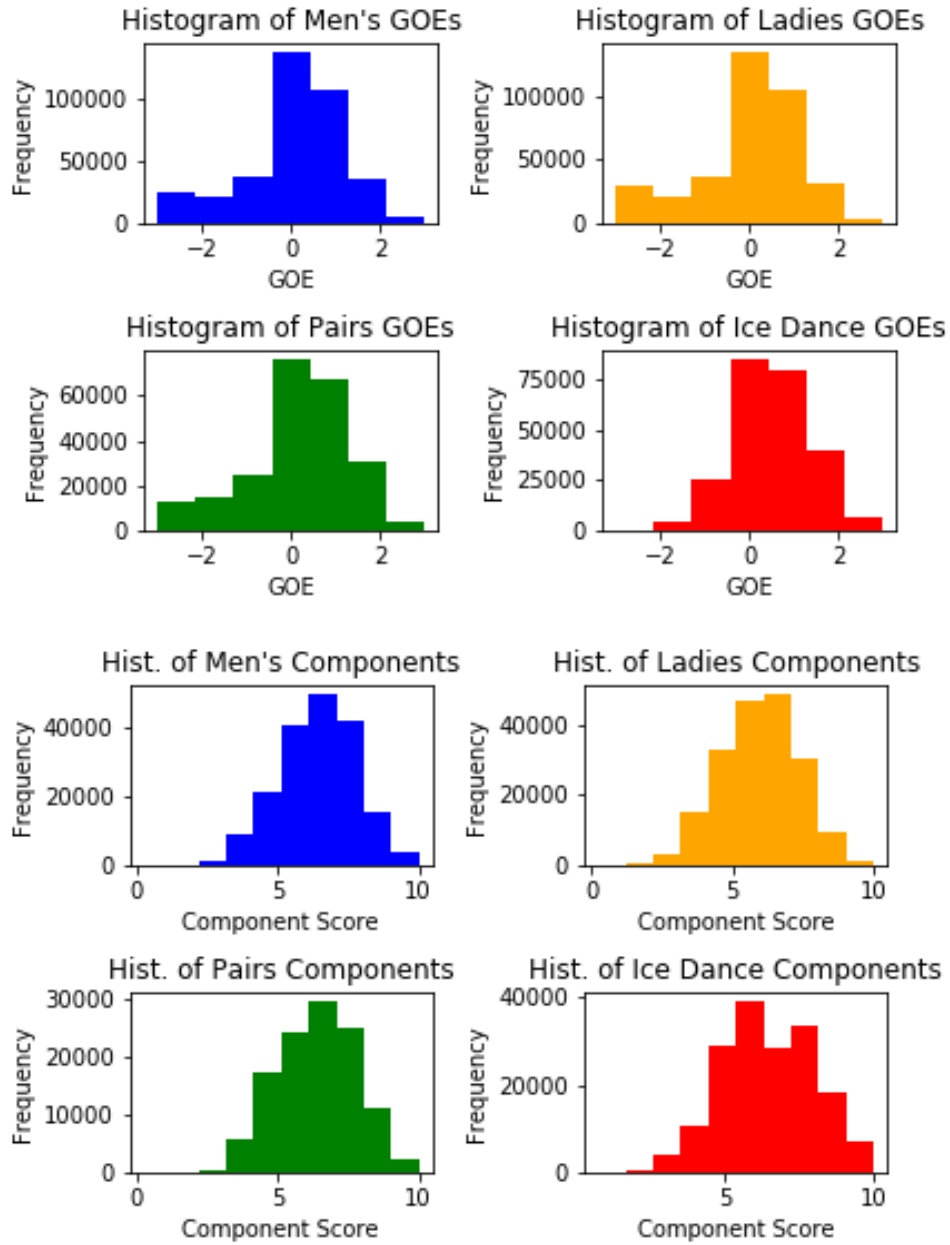 Histogram of Men's GOEs
Frequency
100000
50000
0
−2 0 2
GOE
Histogram of Ladies GOEs
Frequency
100000
50000
0
−2 0 2
GOE
Histogram of Pairs GOEs
Frequency
60000
40000
20000
0
−2 0 2
GOE
Histogram of Ice Dance GOEs
Frequency
75000
50000
25000
0
−2 0 2
GOE
Hist. of Men's Components
Frequency
40000
20000
0
0 5 10
Component Score
Hist. of Ladies Components
Frequency
40000
20000
0
0 5 10
Component Score
Hist. of Pairs Components
Frequency
30000
20000
10000
0
0 5 10
Component Score
Hist. of Ice Dance Components
Frequency
40000
20000
0
5 10
Component Score